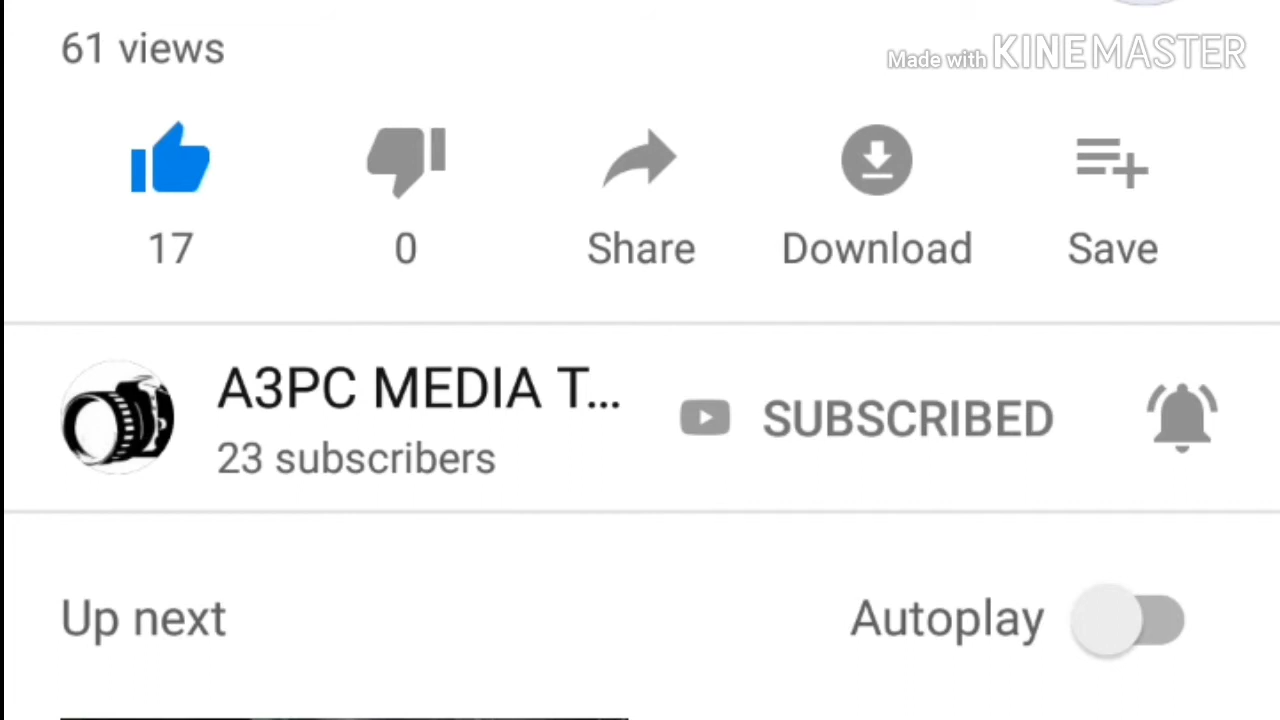 61 views
Made with KINEMASTER
17
0
Share
Download
Save
A3PC MEDIA T...
SUBSCRIBED
23 subscribers
Up next
Autoplay